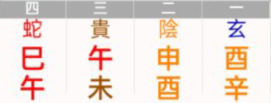 四 三 二 一
蛇 貴 陰 玄
巳 午 申 酉
午 未 酉 辛